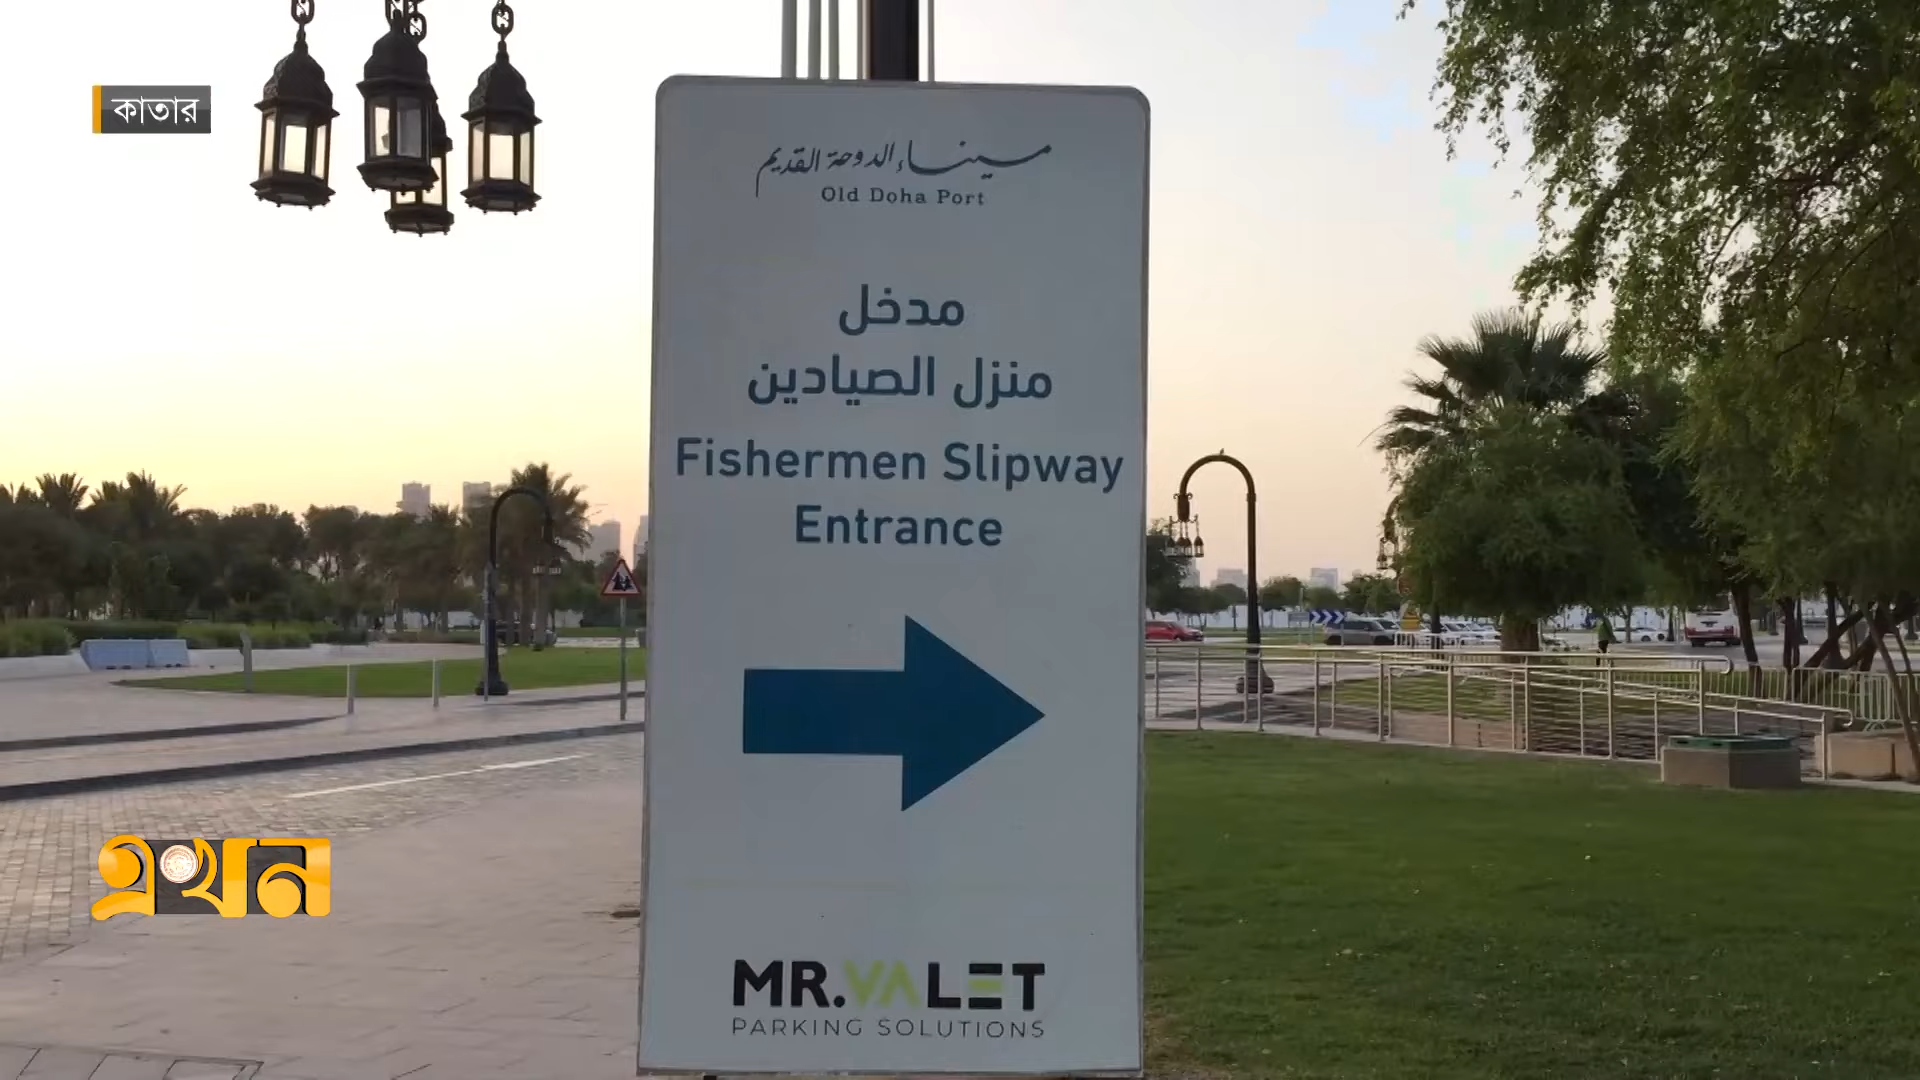 কাতার
ميناء الدوحة القديم
Old Doha Port
مدخل
منزل الصيادين
Fishermen Slipway
Entrance
এখন
MR.VALET
PARKING SOLUTIONS